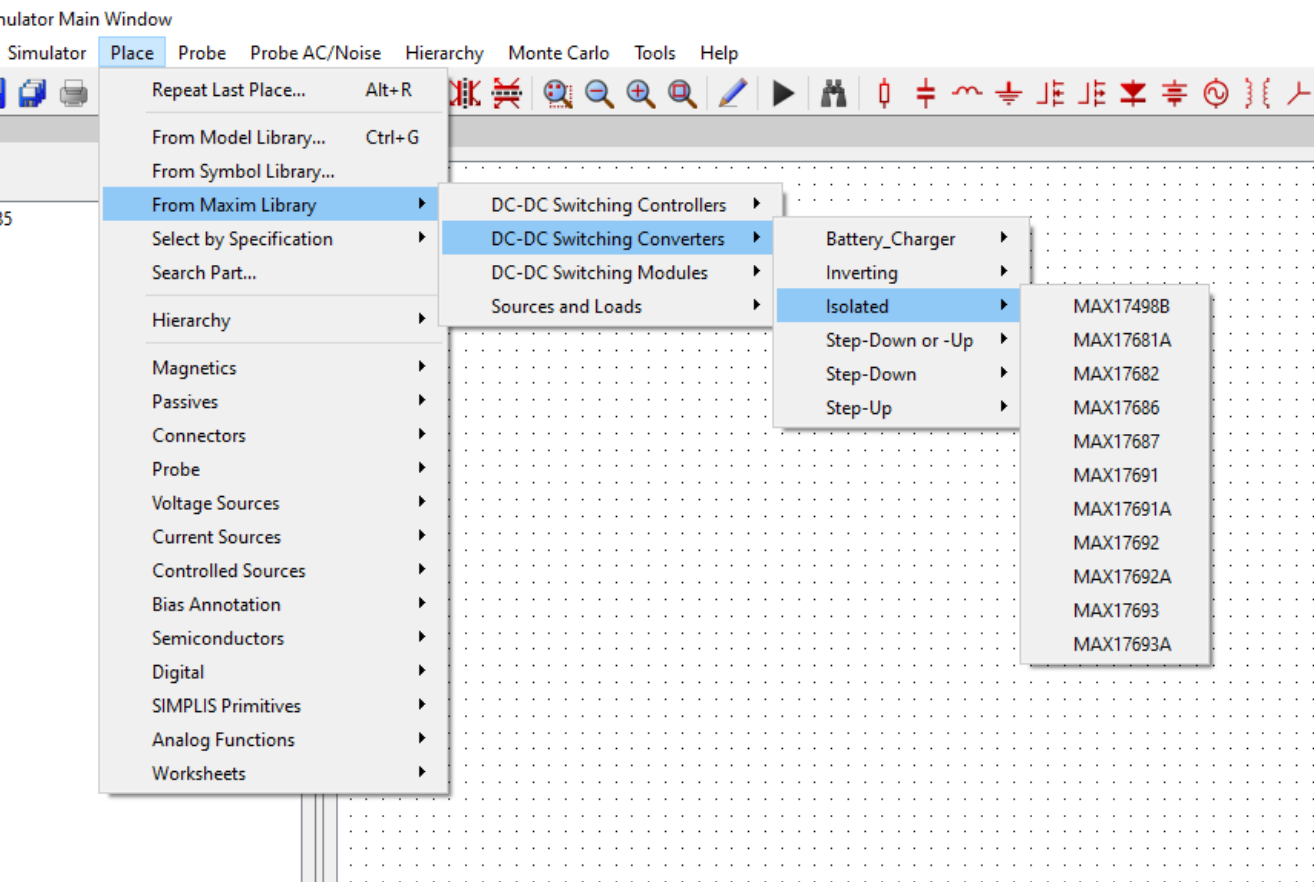 Main Window
Simulator Place Probe Probe AC/Noise Hierarchy Monte Carlo Tools Help
Repeat Last Place... Alt+R
From Model Library... Ctrl+G
From Symbol Library...
From Maxim Library
Select by Specification
Search Part...
Hierarchy
Magnetics
Passives
Connectors
Probe
Voltage Sources
Current Sources
Controlled Sources
Bias Annotation
Semiconductors
Digital
SIMPLIS Primitives
Analog Functions
Worksheets
DC-DC Switching Controllers
DC-DC Switching Converters
DC-DC Switching Modules
Sources and Loads
Battery_Charger
Inverting
Isolated
Step-Down or -Up
Step-Down
Step-Up
MAX17498B
MAX17681A
MAX17682
MAX17686
MAX17687
MAX17691
MAX17691A
MAX17692
MAX17692A
MAX17693
MAX17693A